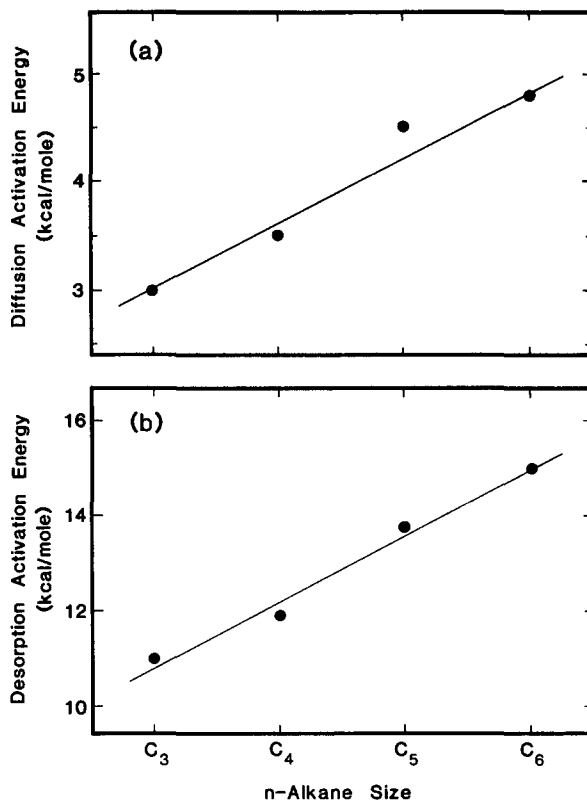 (a)
Diffusion Activation Energy
(kcal/mole)
5
4
3
(b)
Desorption Activation Energy
(kcal/mole)
16
14
12
10
C₃ C₄ C₅ C₆
n-Alkane Size